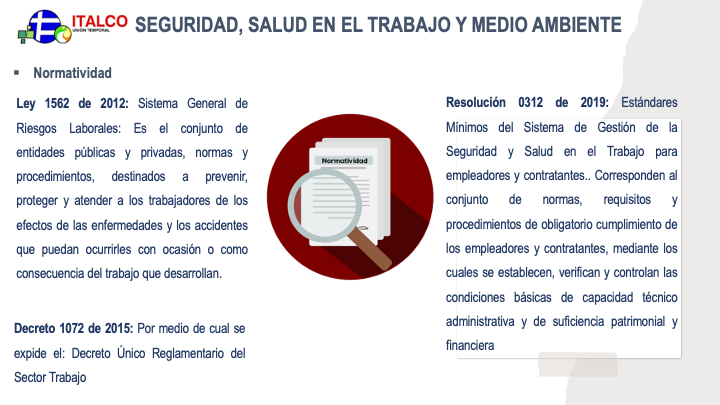 ITALCO
UNIÓN TEMPORAL
SEGURIDAD, SALUD EN EL TRABAJO Y MEDIO AMBIENTE
▪ Normatividad
Ley 1562 de 2012: Sistema General de
Riesgos Laborales: Es el conjunto de
entidades públicas y privadas, normas y
procedimientos, destinados a prevenir,
proteger y atender a los trabajadores de los
efectos de las enfermedades y los accidentes
que puedan ocurrirles con ocasión o como
consecuencia del trabajo que desarrollan.
Decreto 1072 de 2015: Por medio de cual se
expide el: Decreto Único Reglamentario del
Sector Trabajo
Normatividad
Resolución 0312 de 2019: Estándares
Mínimos del Sistema de Gestión de la
Seguridad y Salud en el Trabajo para
empleadores y contratantes.. Corresponden al
conjunto de normas, requisitos y
procedimientos de obligatorio cumplimiento de
los empleadores y contratantes, mediante los
cuales se establecen, verifican y controlan las
condiciones básicas de capacidad técnico
administrativa y de suficiencia patrimonial y
financiera